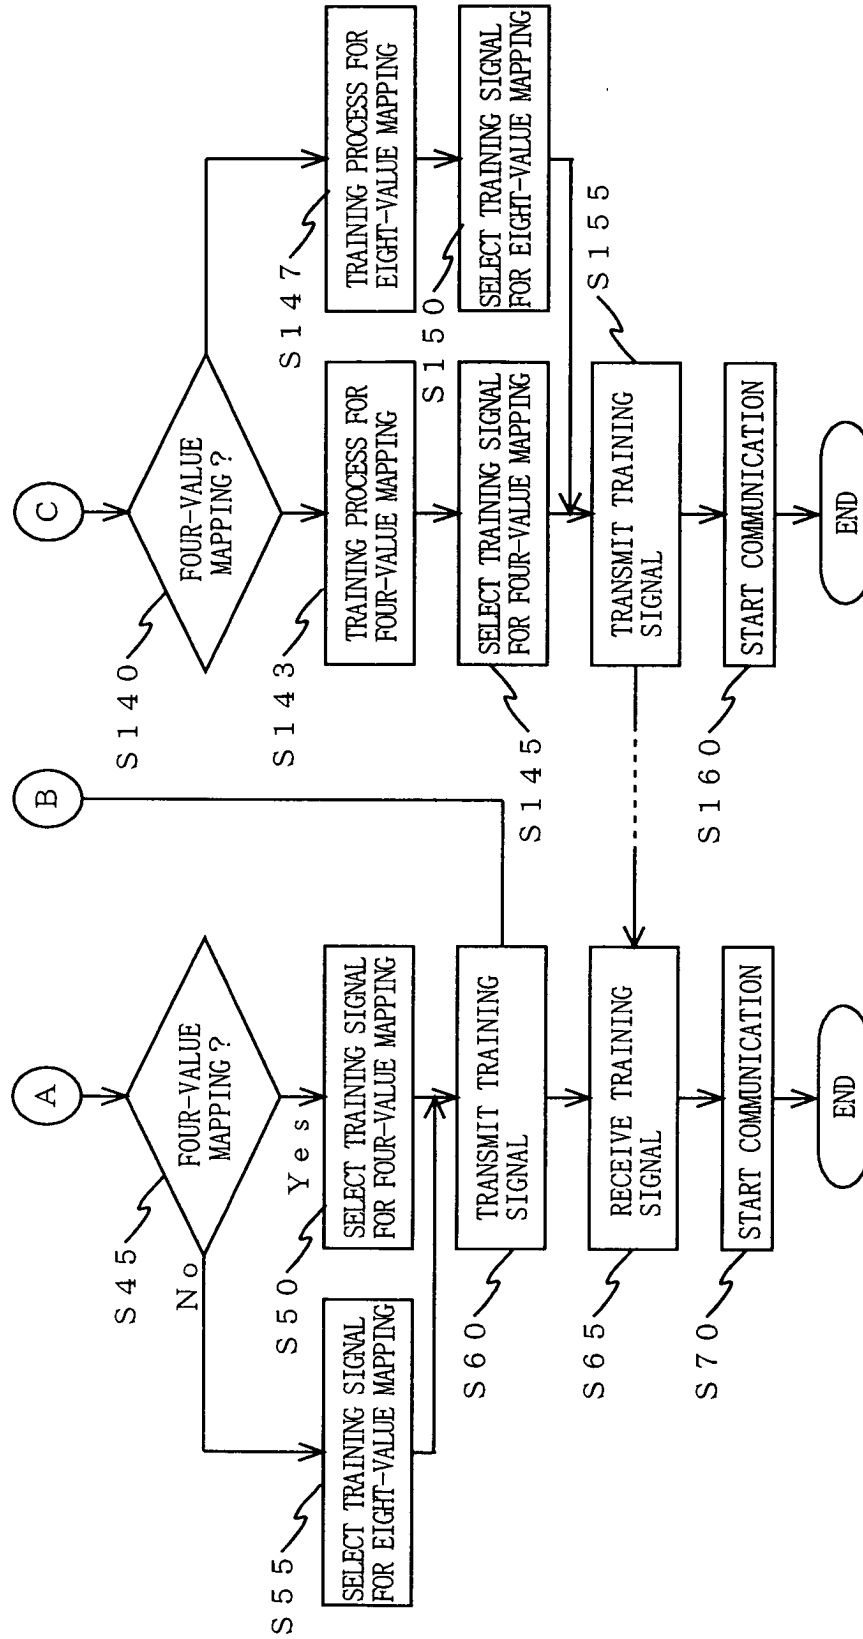 A
FOUR-VALUE
MAPPING?
S45
No
Yes
S50
SELECT TRAINING SIGNAL
FOR FOUR-VALUE MAPPING
S55
SELECT TRAINING SIGNAL
FOR EIGHT-VALUE MAPPING
S60
TRANSMIT TRAINING
SIGNAL
S65
RECEIVE TRAINING
SIGNAL
S70
START COMMUNICATION
END
B
C
S140
FOUR-VALUE
MAPPING?
S143
TRAINING PROCESS FOR
FOUR-VALUE MAPPING
S147
TRAINING PROCESS FOR
EIGHT-VALUE MAPPING
S145
SELECT TRAINING SIGNAL
FOR FOUR-VALUE MAPPING
S150
SELECT TRAINING SIGNAL
FOR EIGHT-VALUE MAPPING
S155
TRANSMIT TRAINING
SIGNAL
S160
START COMMUNICATION
END